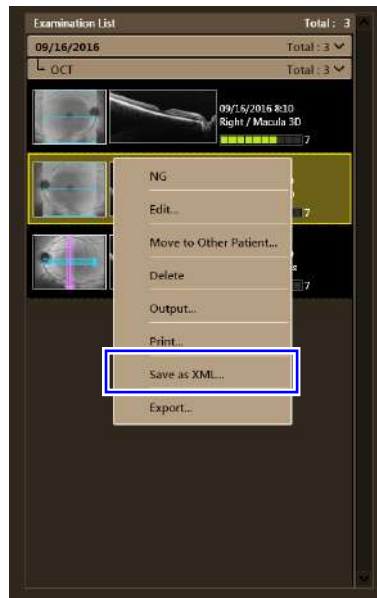 Examination List Total : 3
09/16/2016 Total : 3
OCT Total : 3
09/16/2016 8:10
Right / Macula 3D
7
NG
Edit...
7
Move to Other Patient...
Delete
s
7
Output...
Print...
Save as XML...
Export...